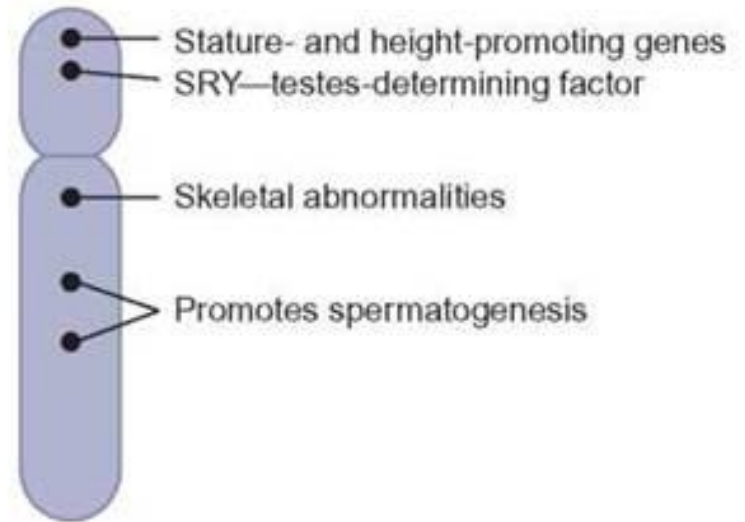 Stature- and height-promoting genes
SRY—testes-determining factor
Skeletal abnormalities
Promotes spermatogenesis